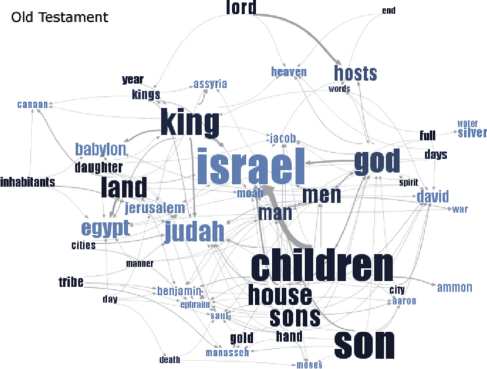 lord
end
Old Testament
heaven
hosts
year
assyria
words
kings
canaan
king
water
silver
jacob
full
babylon
israel
god
days
daughter
inhabitants
land
spirit
moab
men
david
jerusalem
man
war
egypt
judah
cities
manner
children
tribe
house
city
ammon
benjamin
day
ephraim
aaron
saul
sons
gold
hand
son
manasseh
death
moses